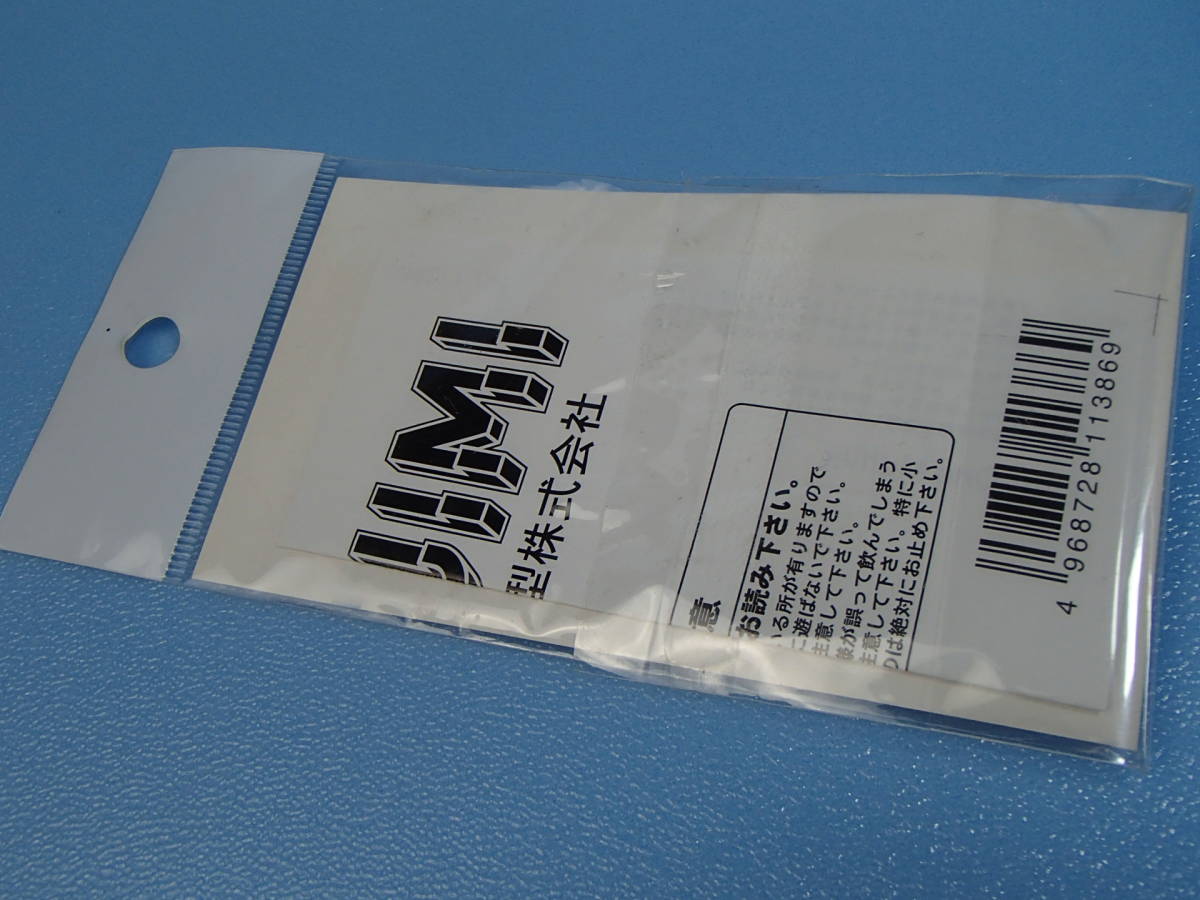 UIMI
型株式会社
意
お読み下さい。
いる所が有りますので
に遊ばないで下さい。
注意して下さい。
様が誤って飲んでしまう
注意して下さい。特に小
のは絶対にお止め下さい。
4 968728 113869